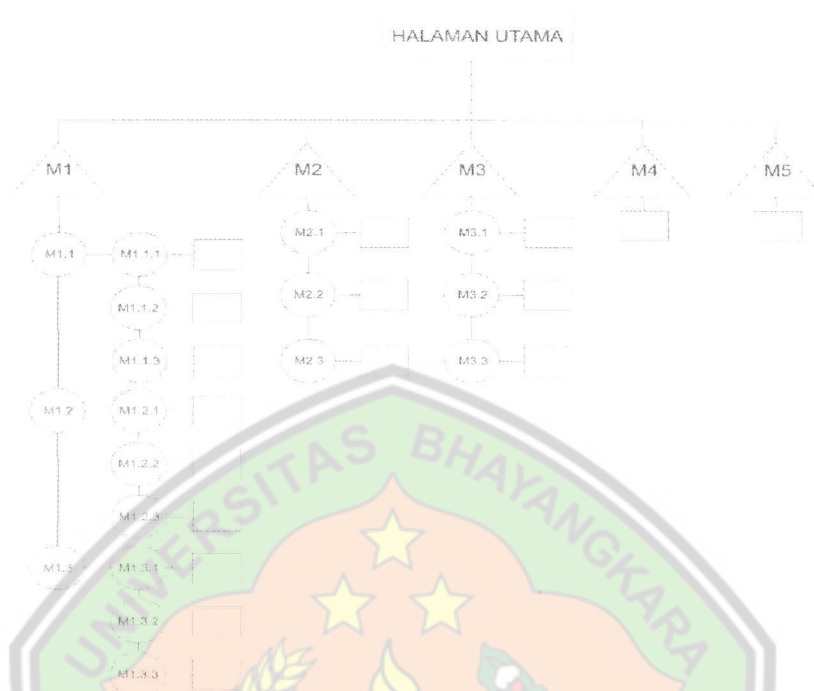 HALAMAN UTAMA
M1 M2 M3 M4 M5
M2.1 M3.1
M1.1 M1.1.1
M2.2 M3.2
M1.1.2
M1.1.3 M2.3 M3.3
M1.2 M1.2.1
M1.2.2
M1.2.3
M1.3 M1.3.1
M1.3.2
M1.3.3
UNIVERSITAS BHAYANGKARA